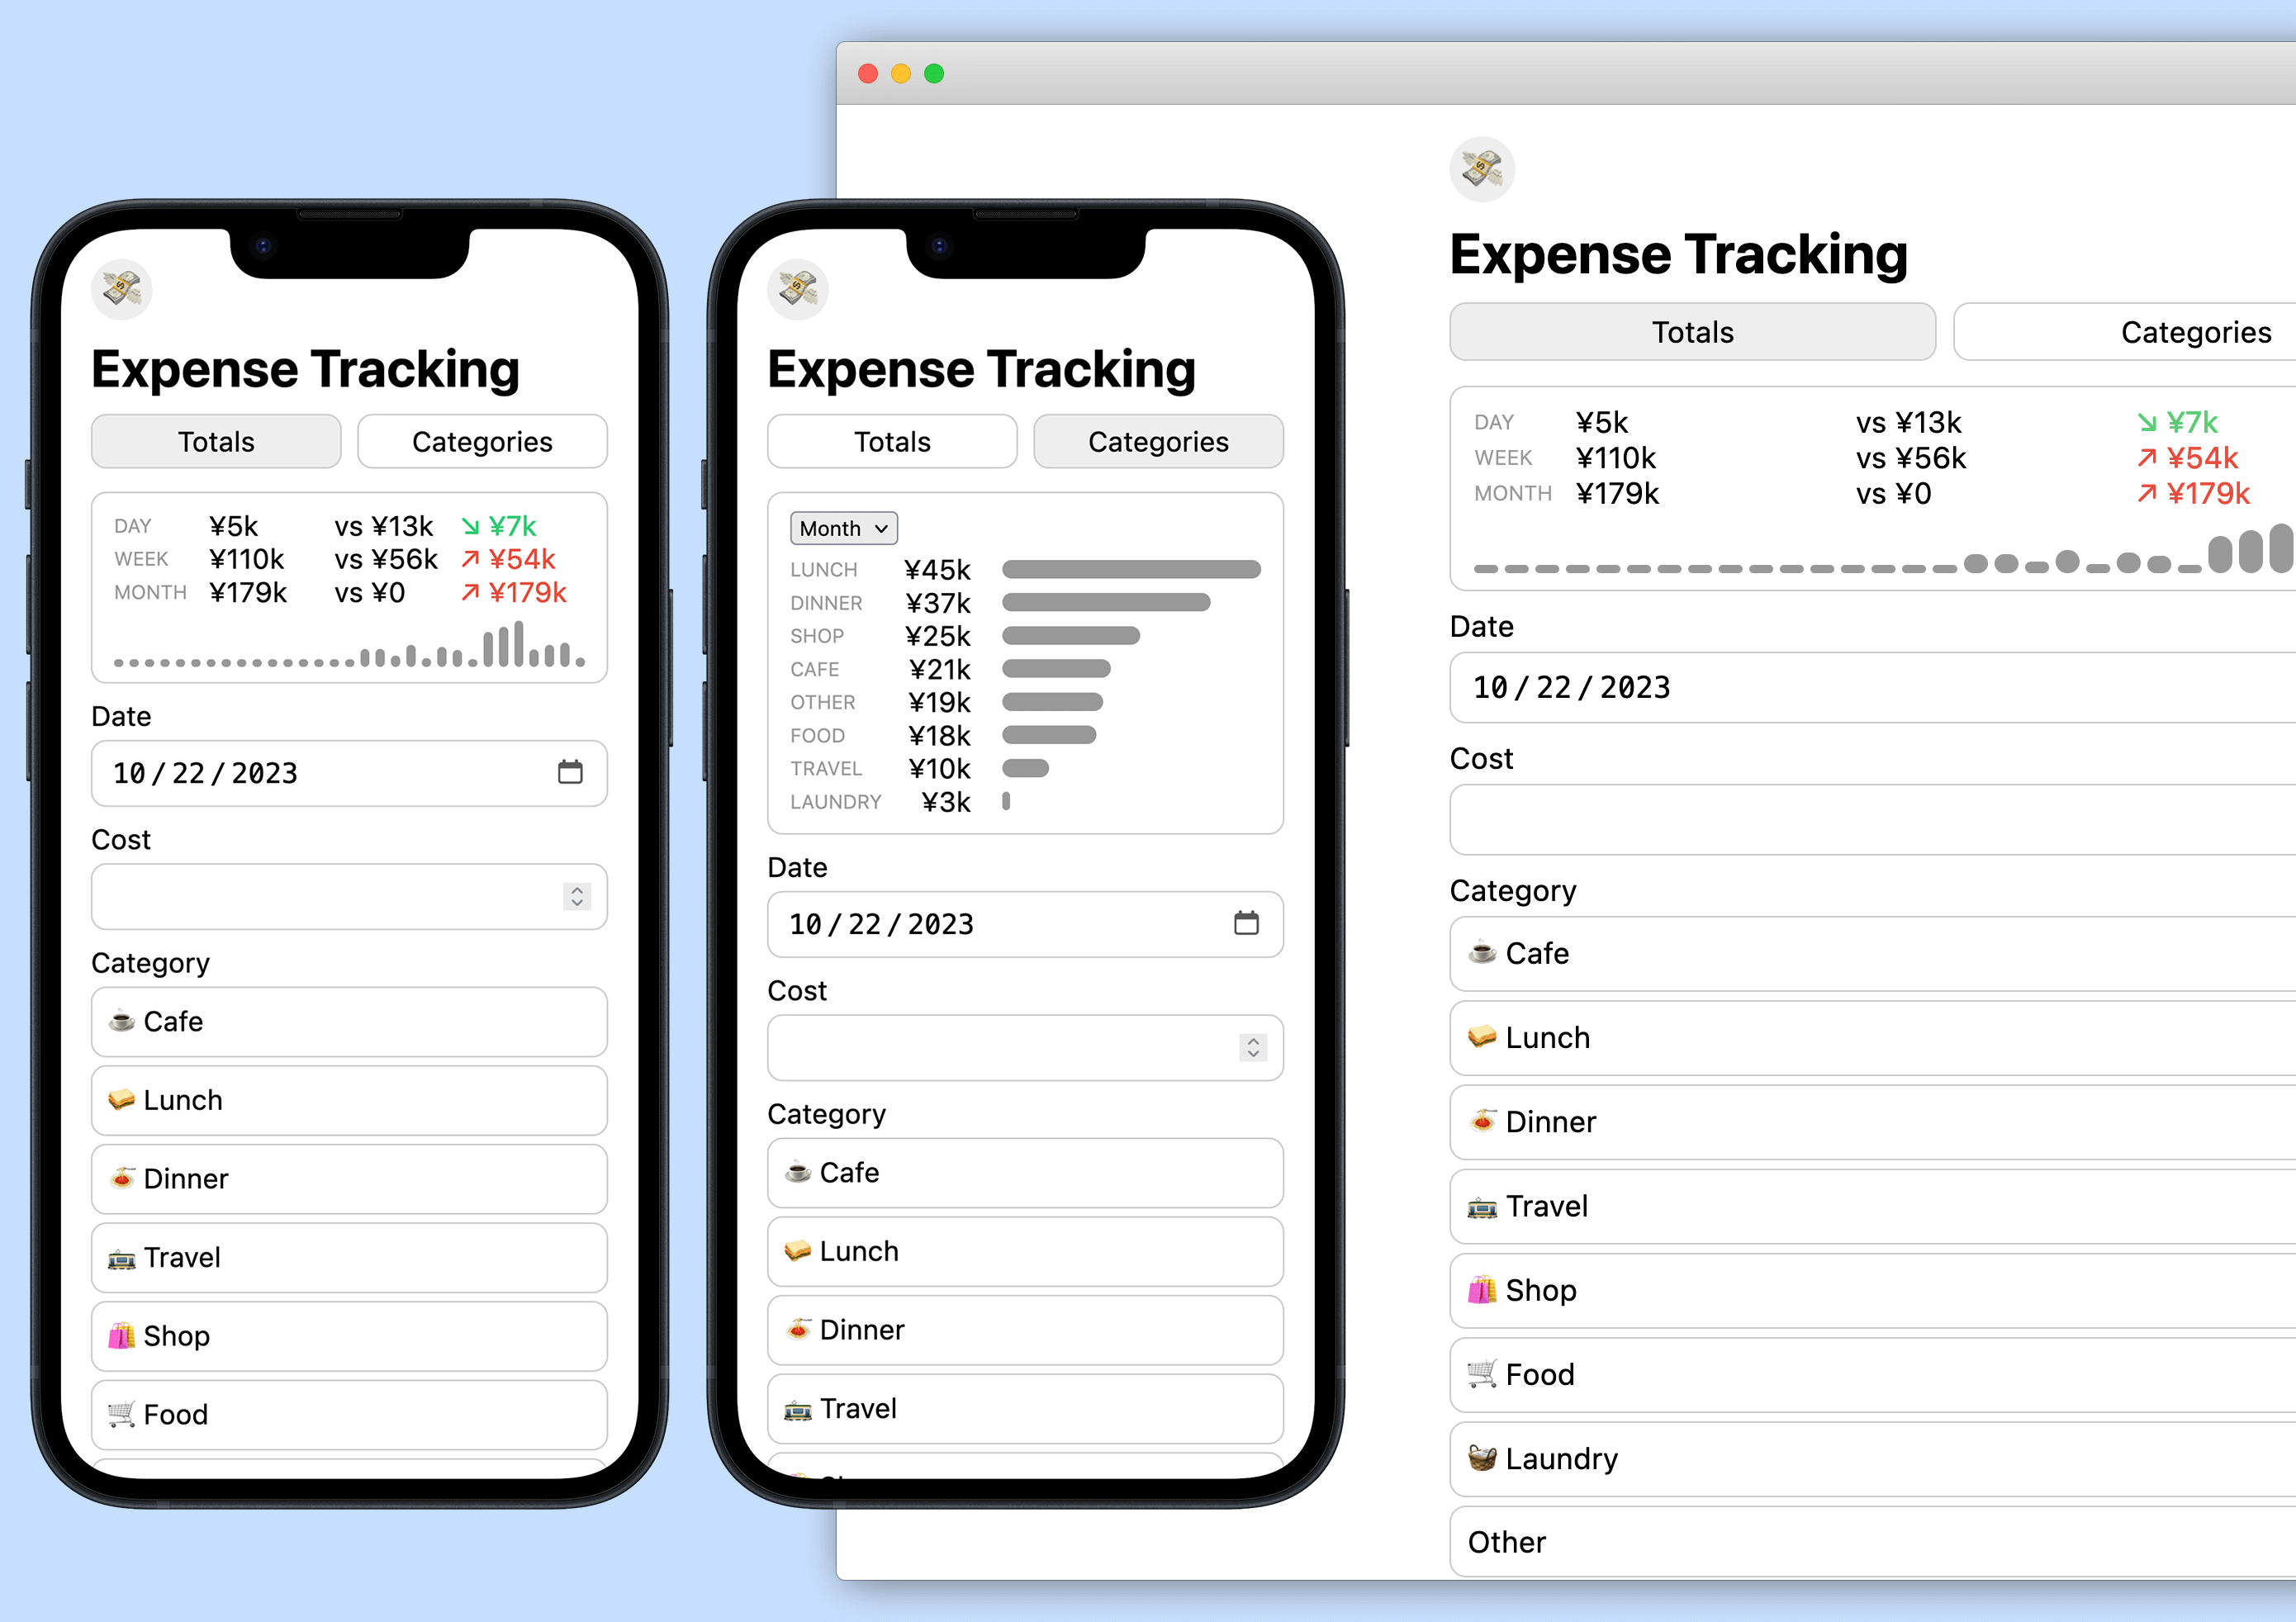 Expense Tracking
Totals Categories
DAY ¥5k vs ¥13k ↘ ¥7k
WEEK ¥110k vs ¥56k ↗ ¥54k
MONTH ¥179k vs ¥0 ↗ ¥179k
Date
10/22/2023
Cost
Category
Cafe
Lunch
Dinner
Travel
Shop
Food
Expense Tracking
Totals Categories
Month
LUNCH ¥45k
DINNER ¥37k
SHOP ¥25k
CAFE ¥21k
OTHER ¥19k
FOOD ¥18k
TRAVEL ¥10k
LAUNDRY ¥3k
Date
10/22/2023
Cost
Category
Cafe
Lunch
Dinner
Travel
Expense Tracking
Totals Categories
DAY ¥5k vs ¥13k ↘ ¥7k
WEEK ¥110k vs ¥56k ↗ ¥54k
MONTH ¥179k vs ¥0 ↗ ¥179k
Date
10/22/2023
Cost
Category
Cafe
Lunch
Dinner
Travel
Shop
Food
Laundry
Other